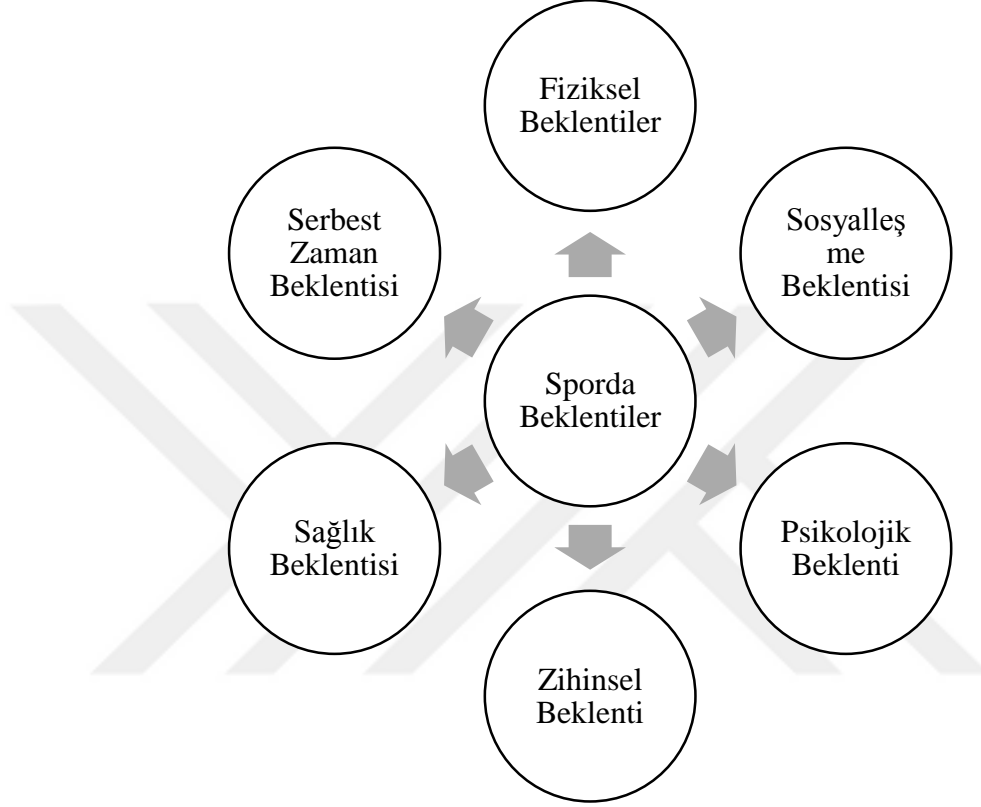 Fiziksel
Beklentiler
Serbest
Zaman
Beklentisi
Sosyalleş
me
Beklentisi
Sporda
Beklentiler
Sağlık
Beklentisi
Psikolojik
Beklenti
Zihinsel
Beklenti